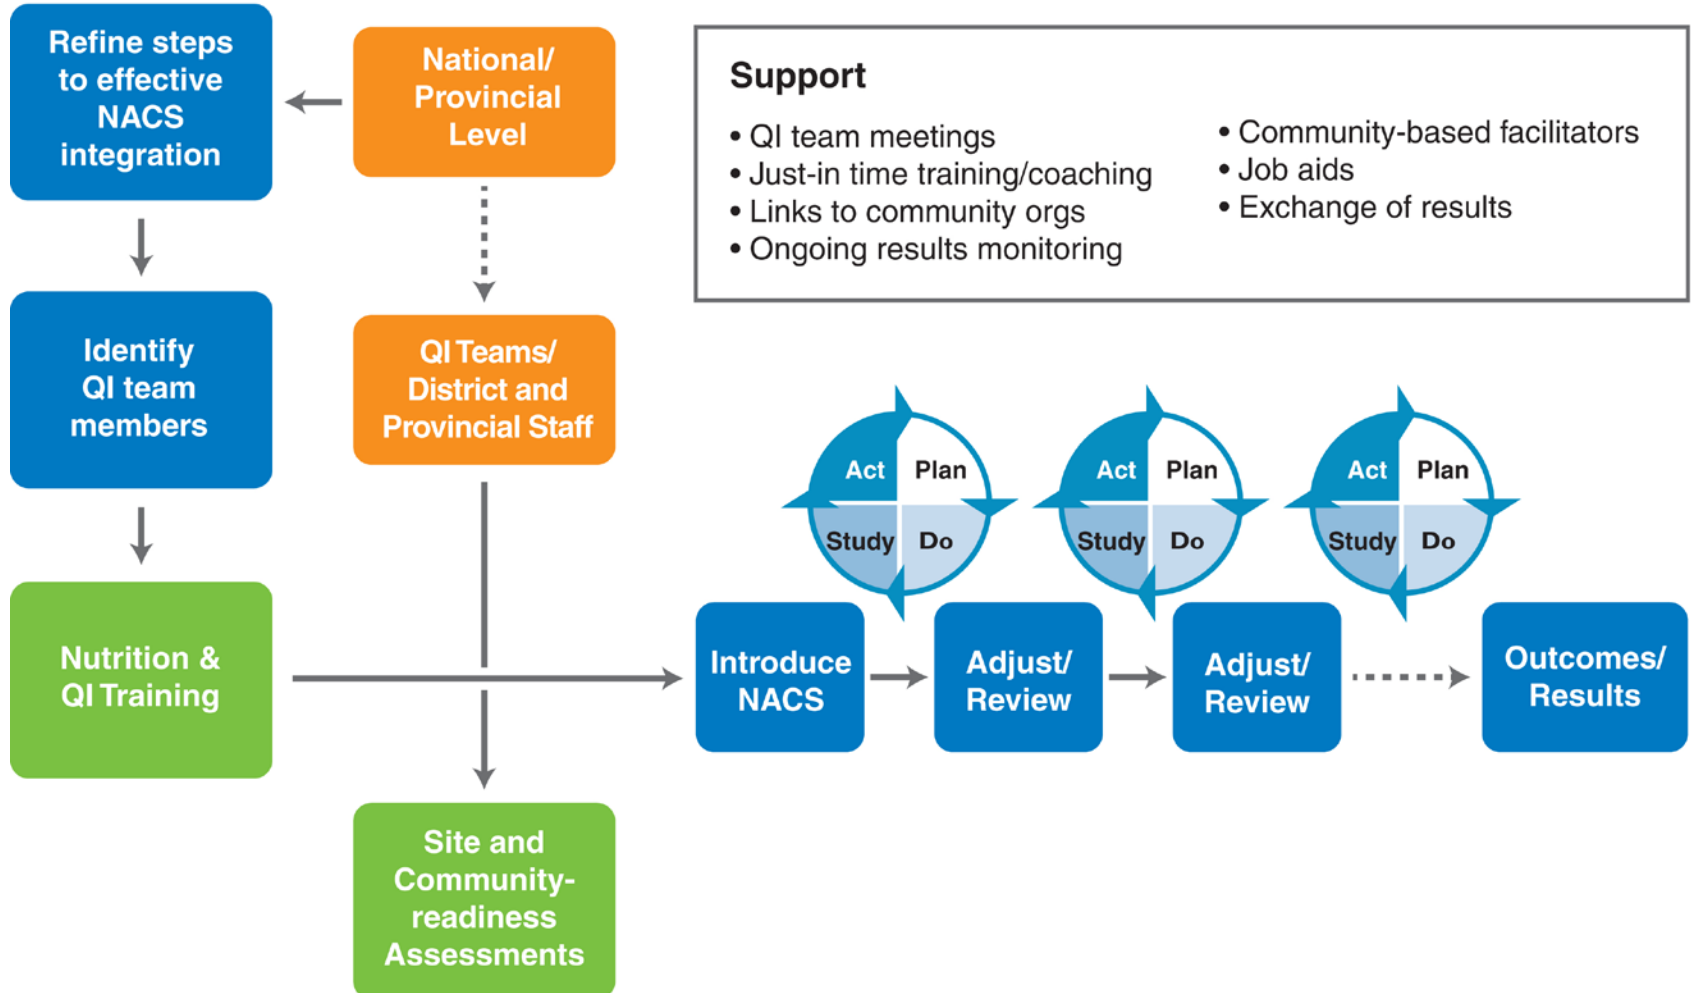 Refine steps
to effective
NACS
integration
National/
Provincial
Level
Support
• QI team meetings
• Just-in time training/coaching
• Links to community orgs
• Ongoing results monitoring
• Community-based facilitators
• Job aids
• Exchange of results
Identify
QI team
members
QI Teams/
District and
Provincial Staff
Act Plan
Study Do
Act Plan
Study Do
Act Plan
Study Do
Nutrition &
QI Training
Introduce
NACS
Adjust/
Review
Adjust/
Review
Outcomes/
Results
Site and
Community-
readiness
Assessments